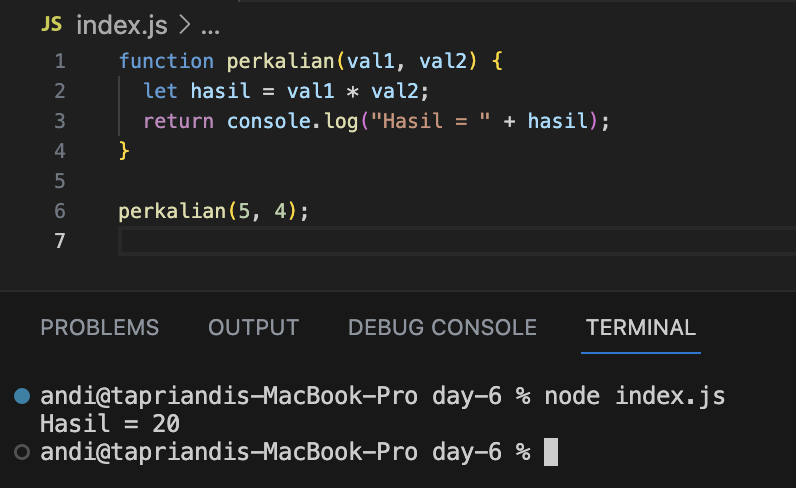 JS index.js > ...
1 function perkalian(val1, val2) {
2   let hasil = val1 * val2;
3   return console.log("Hasil = " + hasil);
4 }
5
6 perkalian(5, 4);
7
PROBLEMS OUTPUT DEBUG CONSOLE TERMINAL
andi@tapriandis-MacBook-Pro day-6 % node index.js
Hasil = 20
andi@tapriandis-MacBook-Pro day-6 %